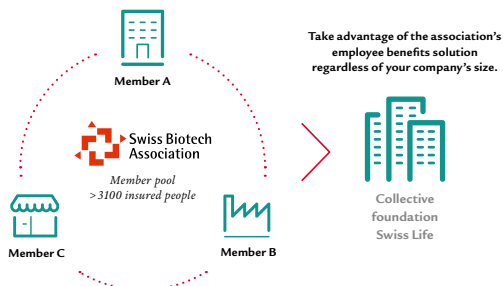 Member A
Swiss Biotech
Association
Member pool
>3100 insured people
Member C
Member B
Take advantage of the association’s
employee benefits solution
regardless of your company’s size.
Collective
foundation
Swiss Life